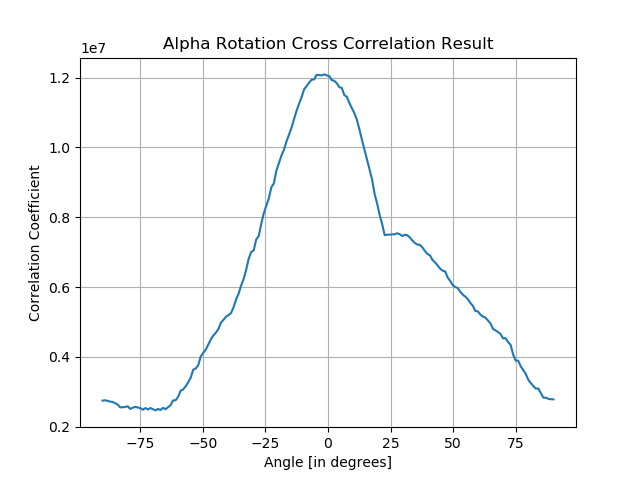 Alpha Rotation Cross Correlation Result
1e7
1.2
1.0
0.8
0.6
0.4
0.2
Correlation Coefficient
−75 −50 −25 0 25 50 75
Angle [in degrees]